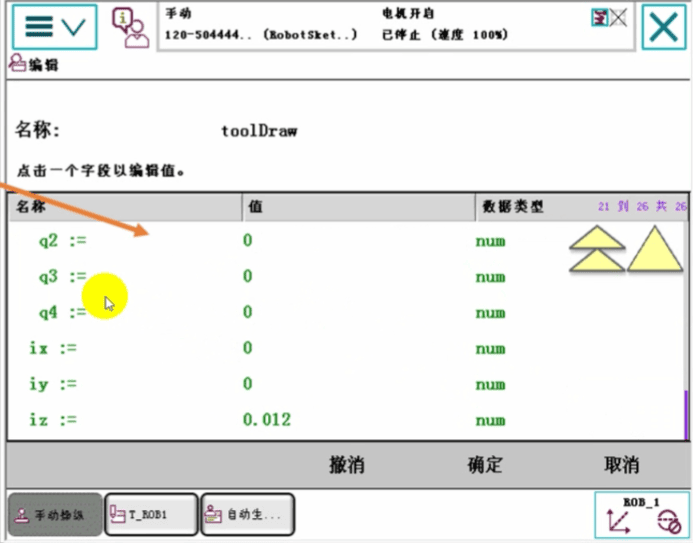 手动 电机开启
120-504444.. (RobotSket..) 已停止 (速度 100%)
编辑
名称: toolDraw
点击一个字段以编辑值。
名称 值 数据类型 21 到 26 共 26
q2 := 0 num
q3 := 0 num
q4 := 0 num
ix := 0 num
iy := 0 num
iz := 0.012 num
撤消 确定 取消
手动操纵 T_ROB1 自动生... ROB_1